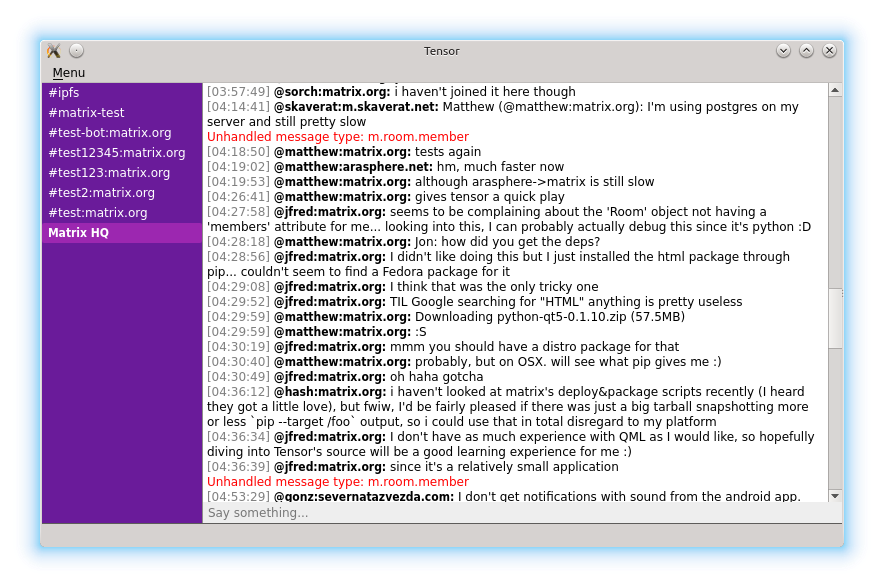 Tensor
Menu
#ipfs
#matrix-test
#test-bot:matrix.org
#test12345:matrix.org
#test123:matrix.org
#test2:matrix.org
#test:matrix.org
Matrix HQ
[03:57:49] @sorch:matrix.org: i haven't joined it here though
[04:14:41] @skaverat:m.skaverat.net: Matthew (@matthew:matrix.org): I'm using postgres on my
server and still pretty slow
Unhandled message type: m.room.member
[04:18:50] @matthew:matrix.org: tests again
[04:19:02] @matthew:arasphere.net: hm, much faster now
[04:19:53] @matthew:matrix.org: although arasphere->matrix is still slow
[04:26:41] @matthew:matrix.org: gives tensor a quick play
[04:27:58] @jfred:matrix.org: seems to be complaining about the 'Room' object not having a
'members' attribute for me... looking into this, I can probably actually debug this since it's python :D
[04:28:18] @matthew:matrix.org: Jon: how did you get the deps?
[04:28:56] @jfred:matrix.org: I didn't like doing this but I just installed the html package through
pip... couldn't seem to find a Fedora package for it
[04:29:08] @jfred:matrix.org: I think that was the only tricky one
[04:29:52] @jfred:matrix.org: TIL Google searching for "HTML" anything is pretty useless
[04:29:59] @matthew:matrix.org: Downloading python-qt5-0.1.10.zip (57.5MB)
[04:29:59] @matthew:matrix.org: :S
[04:30:19] @jfred:matrix.org: mmm you should have a distro package for that
[04:30:40] @matthew:matrix.org: probably, but on OSX. will see what pip gives me :)
[04:30:49] @jfred:matrix.org: oh haha gotcha
[04:36:12] @hash:matrix.org: i haven't looked at matrix's deploy&package scripts recently (I heard
they got a little love), but fwiw, I'd be fairly pleased if there was just a big tarball snapshotting more
or less `pip --target /foo` output, so i could use that in total disregard to my platform
[04:36:34] @jfred:matrix.org: I don't have as much experience with QML as I would like, so hopefully
diving into Tensor's source will be a good learning experience for me :)
[04:36:39] @jfred:matrix.org: since it's a relatively small application
Unhandled message type: m.room.member
[04:53:29] @gonz:severnatazvezda.com: I don't get notifications with sound from the android app.
Say something...